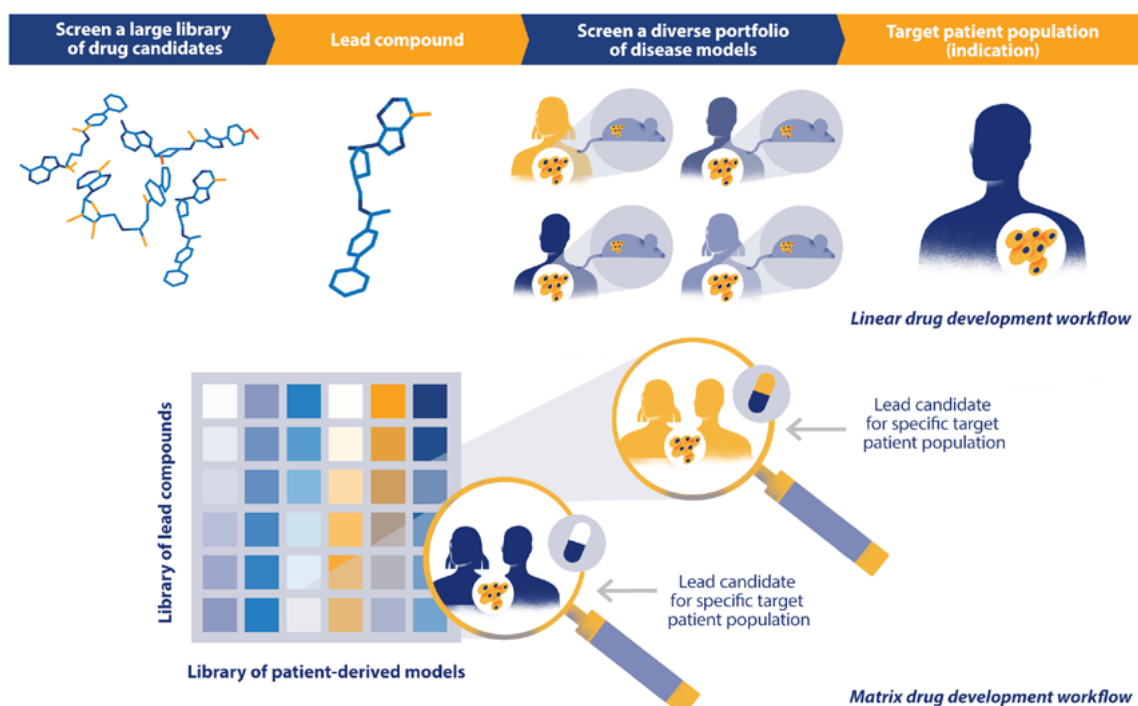 Screen a large library
of drug candidates
Lead compound
Screen a diverse portfolio
of disease models
Target patient population
(indication)
Linear drug development workflow
Library of lead compounds
Lead candidate
for specific target
patient population
Lead candidate
for specific target
patient population
Library of patient-derived models
Matrix drug development workflow